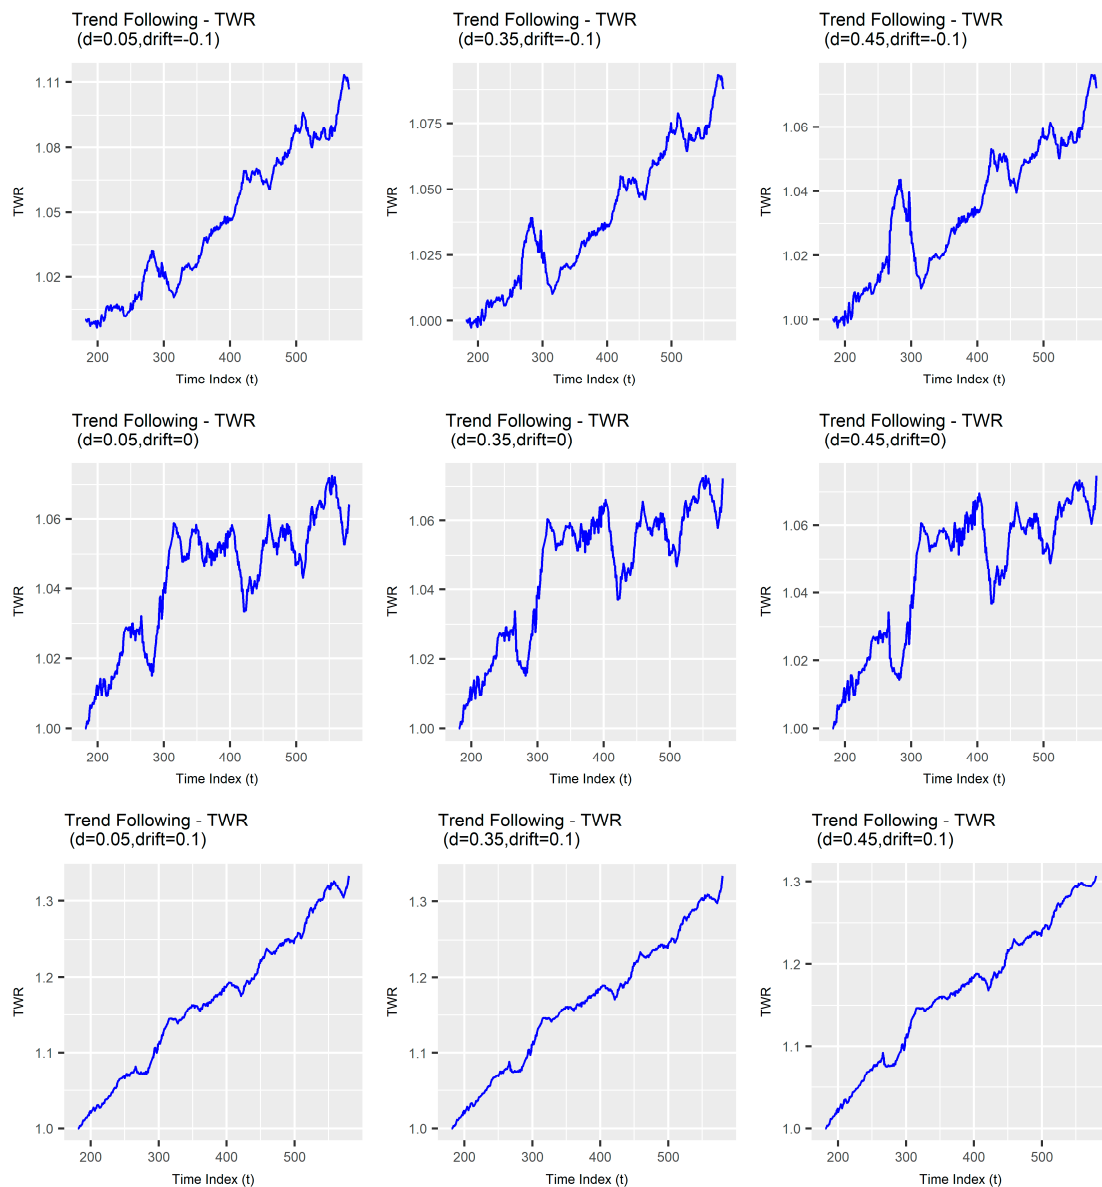 Trend Following - TWR
(d=0.05,drift=-0.1)
TWR
1.11
1.08
1.05
1.02
200 300 400 500
Time Index (t)
Trend Following - TWR
(d=0.35,drift=-0.1)
TWR
1.075
1.050
1.025
1.000
200 300 400 500
Time Index (t)
Trend Following - TWR
(d=0.45,drift=-0.1)
TWR
1.06
1.04
1.02
1.00
200 300 400 500
Time Index (t)
Trend Following - TWR
(d=0.05,drift=0)
TWR
1.06
1.04
1.02
1.00
200 300 400 500
Time Index (t)
Trend Following - TWR
(d=0.35,drift=0)
TWR
1.06
1.04
1.02
1.00
200 300 400 500
Time Index (t)
Trend Following - TWR
(d=0.45,drift=0)
TWR
1.06
1.04
1.02
1.00
200 300 400 500
Time Index (t)
Trend Following - TWR
(d=0.05,drift=0.1)
TWR
1.3
1.2
1.1
1.0
200 300 400 500
Time Index (t)
Trend Following - TWR
(d=0.35,drift=0.1)
TWR
1.3
1.2
1.1
1.0
200 300 400 500
Time Index (t)
Trend Following - TWR
(d=0.45,drift=0.1)
TWR
1.3
1.2
1.1
1.0
200 300 400 500
Time Index (t)